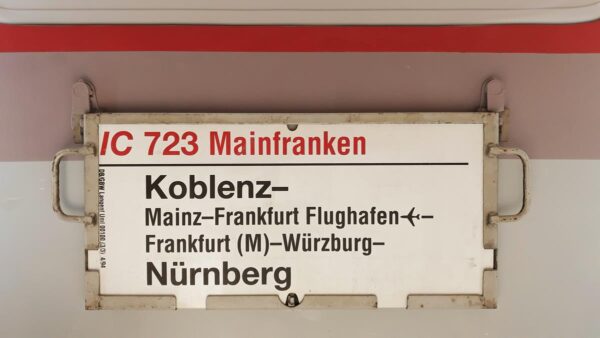 IC 723 Mainfranken
Koblenz–
Mainz–Frankfurt Flughafen✈–
Frankfurt (M)–Würzburg–
Nürnberg